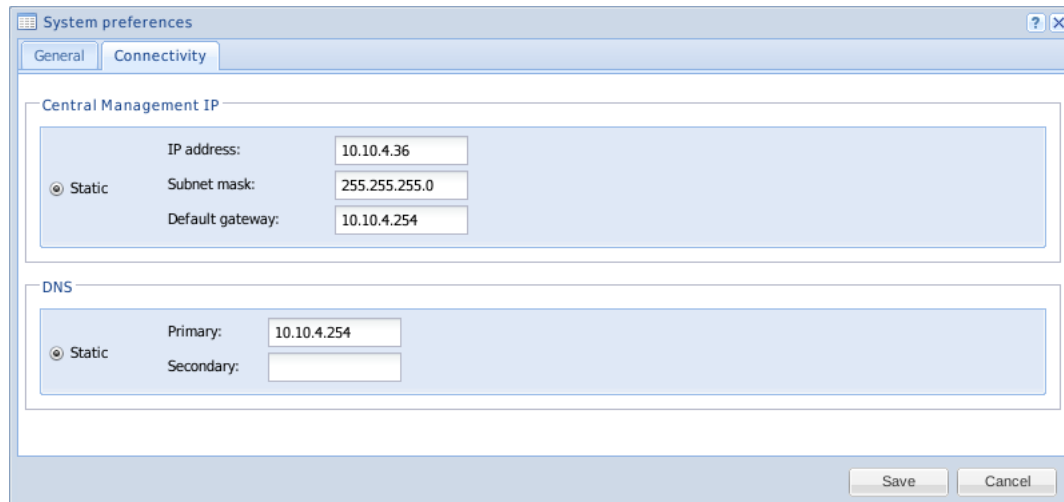 System preferences
General Connectivity
Central Management IP
IP address: 10.10.4.36
Static
Subnet mask: 255.255.255.0
Default gateway: 10.10.4.254
DNS
Primary: 10.10.4.254
Static
Secondary:
Save Cancel